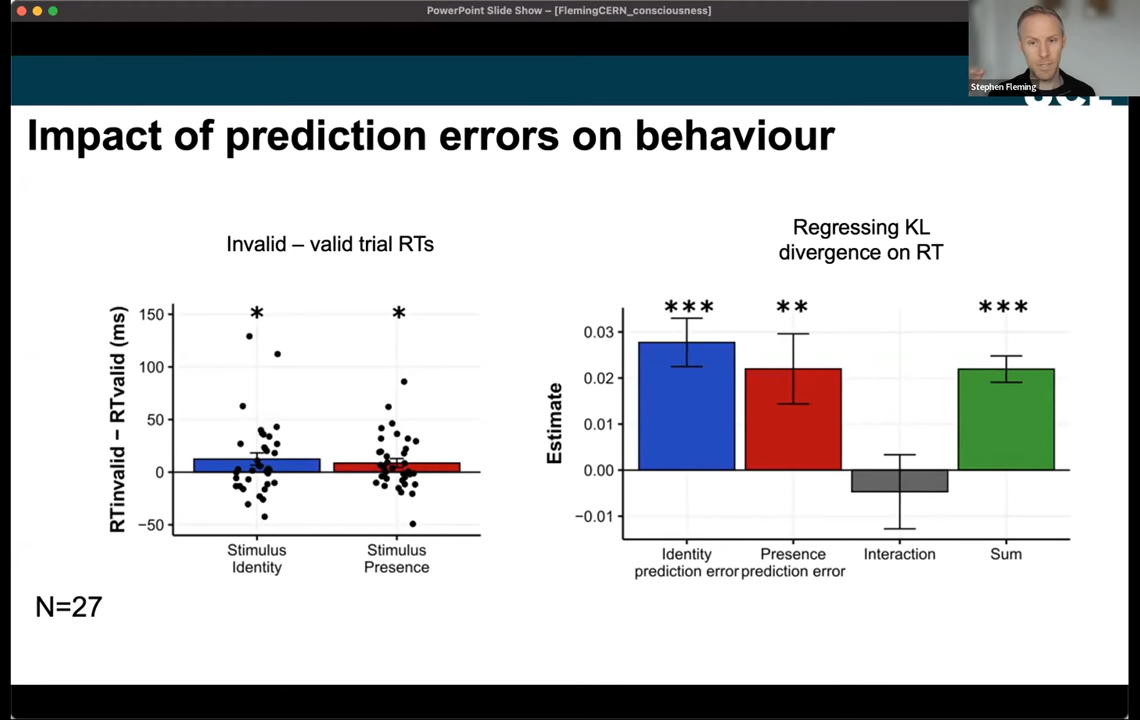 PowerPoint Slide Show – [FlemingCERN_consciousness]
Stephen Fleming
Impact of prediction errors on behaviour
Invalid – valid trial RTs
RTinvalid − RTvalid (ms)
150
100
50
0
−50
*
*
Stimulus
Identity
Stimulus
Presence
Regressing KL
divergence on RT
Estimate
0.03
0.02
0.01
0.00
−0.01
***
**
***
Identity
prediction error
Presence
prediction error
Interaction
Sum
N=27